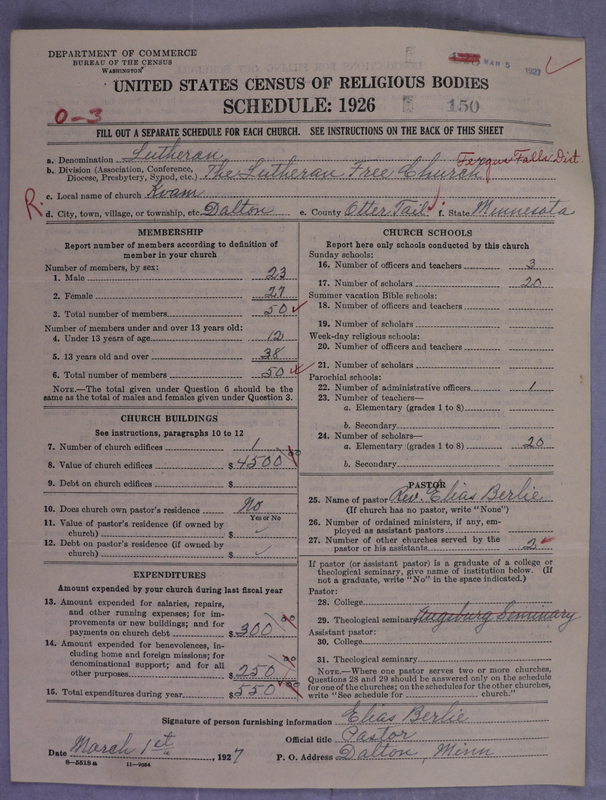 DEPARTMENT OF COMMERCE
BUREAU OF THE CENSUS
WASHINGTON
MAR 5 1927
UNITED STATES CENSUS OF RELIGIOUS BODIES
SCHEDULE: 1926
0-3
150
FILL OUT A SEPARATE SCHEDULE FOR EACH CHURCH. SEE INSTRUCTIONS ON THE BACK OF THIS SHEET
a. Denomination Lutheran
b. Division (Association, Conference, Diocese, Presbytery, Synod, etc.) The Lutheran Free Church Fergus Falls Dist.
R. c. Local name of church Kvam
d. City, town, village, or township, etc. Dalton e. County Otter Tail f. State Minnesota
MEMBERSHIP
Report number of members according to definition of
member in your church
Number of members, by sex:
1. Male 23
2. Female 27
3. Total number of members 50
Number of members under and over 13 years old:
4. Under 13 years of age 12
5. 13 years old and over 38
6. Total number of members 50
NOTE.—The total given under Question 6 should be
same as the total of males and females given under Question 3.
CHURCH BUILDINGS
See instructions, paragraphs 10 to 12
7. Number of church edifices 1
8. Value of church edifices $4500 00
9. Debt on church edifices $
10. Does church own pastor's residence No
Yes or No
11. Value of pastor's residence (if owned by
church) $ ✓
12. Debt on pastor's residence (if owned by
church) $ ✓
EXPENDITURES
Amount expended by your church during last fiscal year
13. Amount expended for salaries, repairs,
and other running expenses; for im-
provements or new buildings; and for
payments on church debt $300 00
14. Amount expended for benevolences, in-
cluding home and foreign missions; for
denominational support; and for all
other purposes $250 00
15. Total expenditures during year $550 00
CHURCH SCHOOLS
Report here only schools conducted by this church
Sunday schools:
16. Number of officers and teachers 3
17. Number of scholars 20
Summer vacation Bible schools:
18. Number of officers and teachers
19. Number of scholars
Week-day religious schools:
20. Number of officers and teachers
21. Number of scholars
Parochial schools:
22. Number of administrative officers 1
23. Number of teachers—
a. Elementary (grades 1 to 8)
b. Secondary
24. Number of scholars—
a. Elementary (grades 1 to 8) 20
b. Secondary
PASTOR
25. Name of pastor Rev. Elias Berlie
(If church has no pastor, write "None")
26. Number of ordained ministers, if any, em-
ployed as assistant pastors
27. Number of other churches served by the
pastor or his assistants 2
If pastor (or assistant pastor) is a graduate of a college or
theological seminary, give name of institution below. (If
not a graduate, write "No" in the space indicated.)
Pastor:
28. College
29. Theological seminary Augsburg Seminary
Assistant pastor:
30. College
31. Theological seminary
NOTE.—Where one pastor serves two or more churches,
Questions 28 and 29 should be answered only on the schedule
for one of the churches; on the schedules for the other churches,
write "See schedule for church."
Signature of person furnishing information Elias Berlie
Official title Pastor
Date March 1st, 1927 P. O. Address Dalton, Minn
8-5518a 11-9034